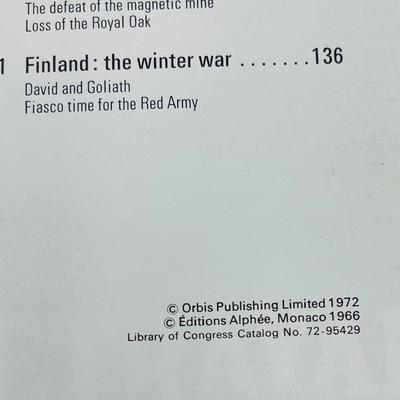 The defeat of the magnetic mine
Loss of the Royal Oak
1 Finland: the winter war .......136
David and Goliath
Fiasco time for the Red Army
© Orbis Publishing Limited 1972
© Éditions Alphée, Monaco 1966
Library of Congress Catalog No. 72-95429